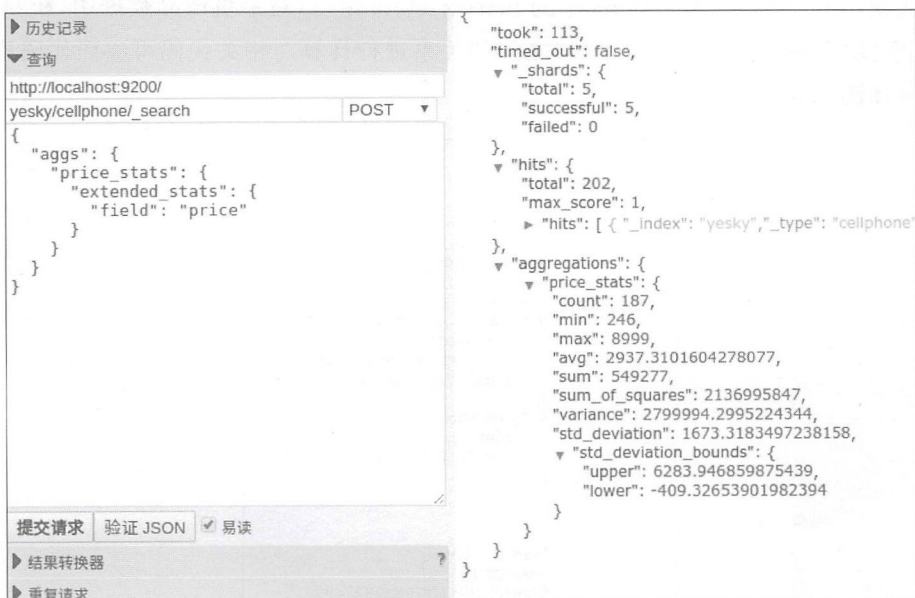 历史记录
查询
http://localhost:9200/
yesky/cellphone/_search POST
{
"aggs": {
"price_stats": {
"extended_stats": {
"field": "price"
}
}
}
}
提交请求 验证 JSON 易读
结果转换器 ?
重复请求
{
"took": 113,
"timed_out": false,
"_shards": {
"total": 5,
"successful": 5,
"failed": 0
},
"hits": {
"total": 202,
"max_score": 1,
"hits": [ { "_index": "yesky","_type": "cellphone"
},
"aggregations": {
"price_stats": {
"count": 187,
"min": 246,
"max": 8999,
"avg": 2937.3101604278077,
"sum": 549277,
"sum_of_squares": 2136995847,
"variance": 2799994.2995224344,
"std_deviation": 1673.3183497238158,
"std_deviation_bounds": {
"upper": 6283.946859875439,
"lower": -409.32653901982394
}
}
}
}